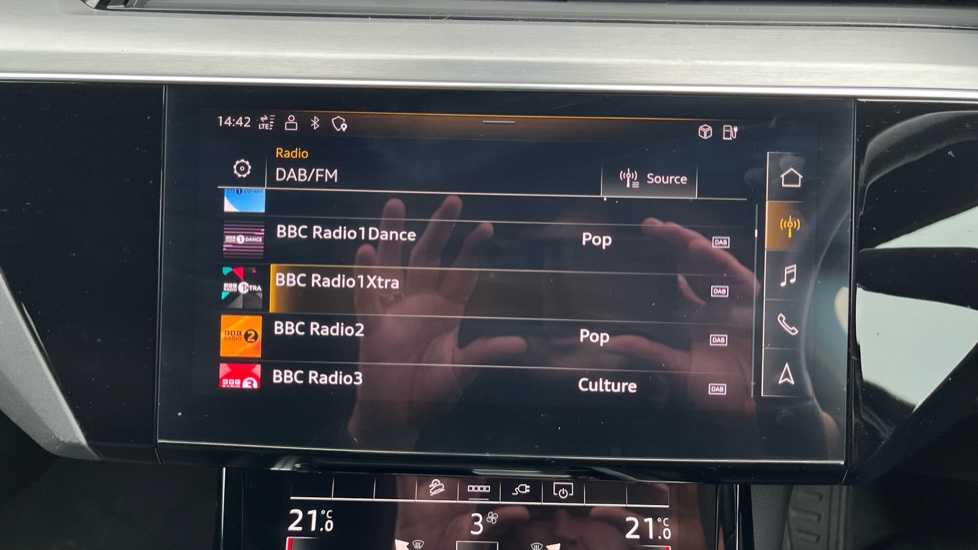 14:42 LTE
Radio
DAB/FM
Source
BBC Radio1Dance Pop DAB
BBC Radio1Xtra DAB
BBC Radio2 Pop DAB
BBC Radio3 Culture DAB
21.0°C 3 21.0°C